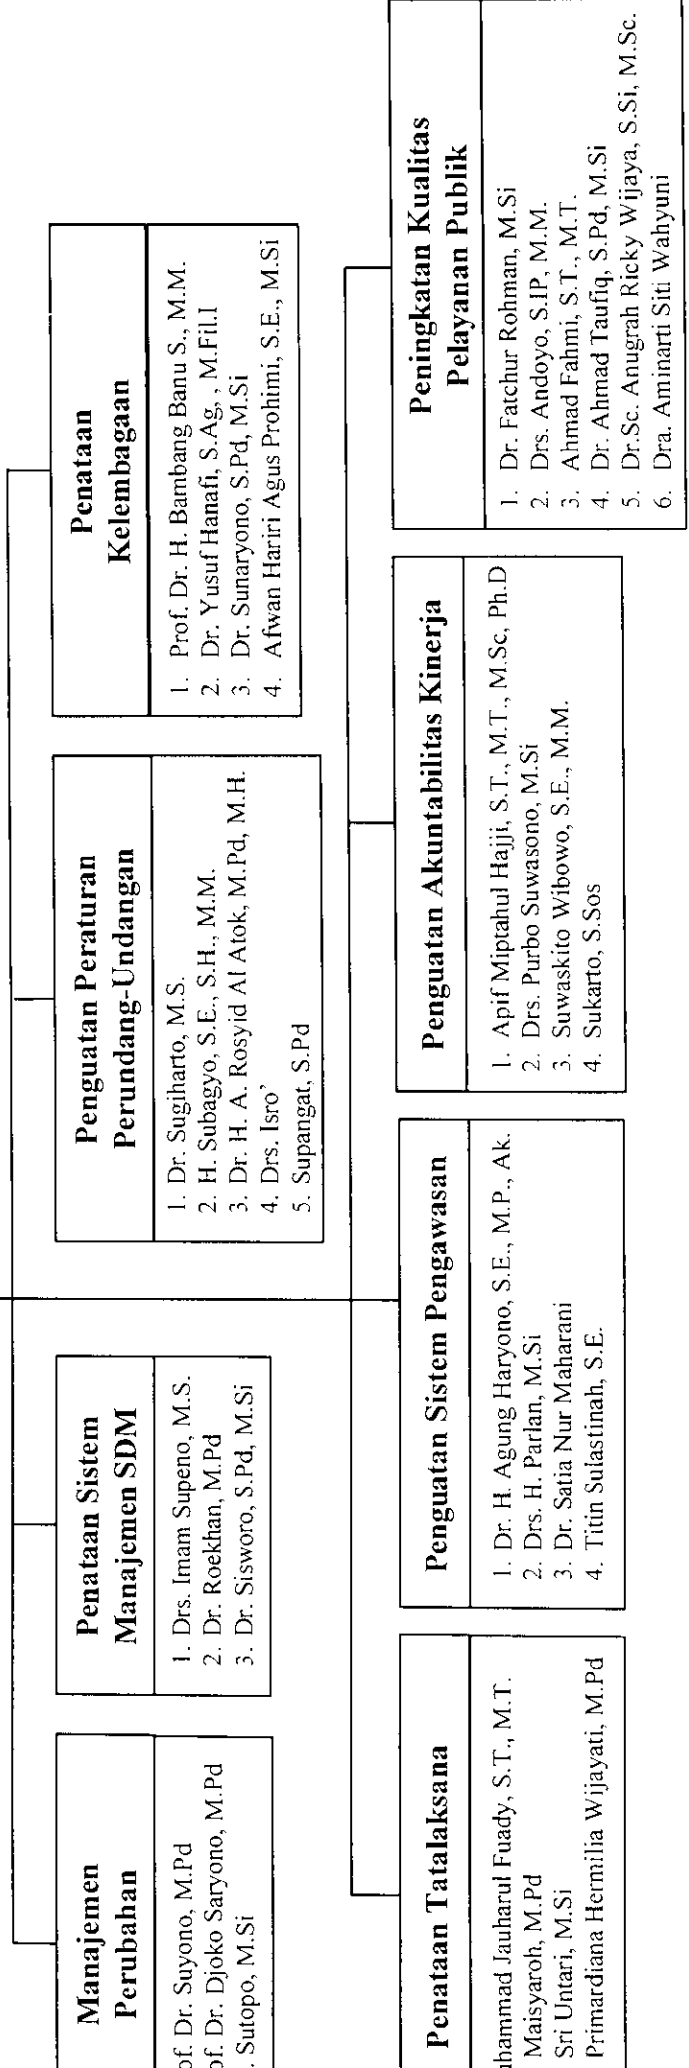 Manajemen
Perubahan
Dr. Suyono, M.Pd
Dr. Djoko Saryono, M.Pd
Sutopo, M.Si
Penataan Sistem
Manajemen SDM
1. Drs. Imam Supeno, M.S.
2. Dr. Roekhan, M.Pd
3. Dr. Sisworo, S.Pd, M.Si
Penguatan Peraturan
Perundang-Undangan
1. Dr. Sugiharto, M.S.
2. H. Subagyo, S.E., S.H., M.M.
3. Dr. H. A. Rosyid Al Atok, M.Pd, M.H.
4. Drs. Isro'
5. Supangat, S.Pd
Penataan
Kelembagaan
1. Prof. Dr. H. Bambang Banu S., M.M.
2. Dr. Yusuf Hanafi, S.Ag, , M.Fil.I
3. Dr. Sunaryono, S.Pd, M.Si
4. Afwan Hariri Agus Prohimi, S.E., M.Si
Penataan Tatalaksana
Jauharul Fuady, S.T., M.T.
Maisyaroh, M.Pd
Sri Untari, M.Si
Primardiana Hermilia Wijayati, M.Pd
Penguatan Sistem Pengawasan
1. Dr. H. Agung Haryono, S.E., M.P., Ak.
2. Drs. H. Parlan, M.Si
3. Dr. Satia Nur Maharani
4. Titin Sulastinah, S.E.
Penguatan Akuntabilitas Kinerja
1. Apif Miptahul Hajji, S.T., M.T., M.Sc, Ph.D
2. Drs. Purbo Suwasono, M.Si
3. Suwaskito Wibowo, S.E., M.M.
4. Sukarto, S.Sos
Peningkatan Kualitas
Pelayanan Publik
1. Dr. Fatchur Rohman, M.Si
2. Drs. Andoyo, S.IP, M.M.
3. Ahmad Fahmi, S.T., M.T.
4. Dr. Ahmad Taufiq, S.Pd, M.Si
5. Dr.Sc. Anugrah Ricky Wijaya, S.Si, M.Sc.
6. Dra. Aminarti Siti Wahyuni